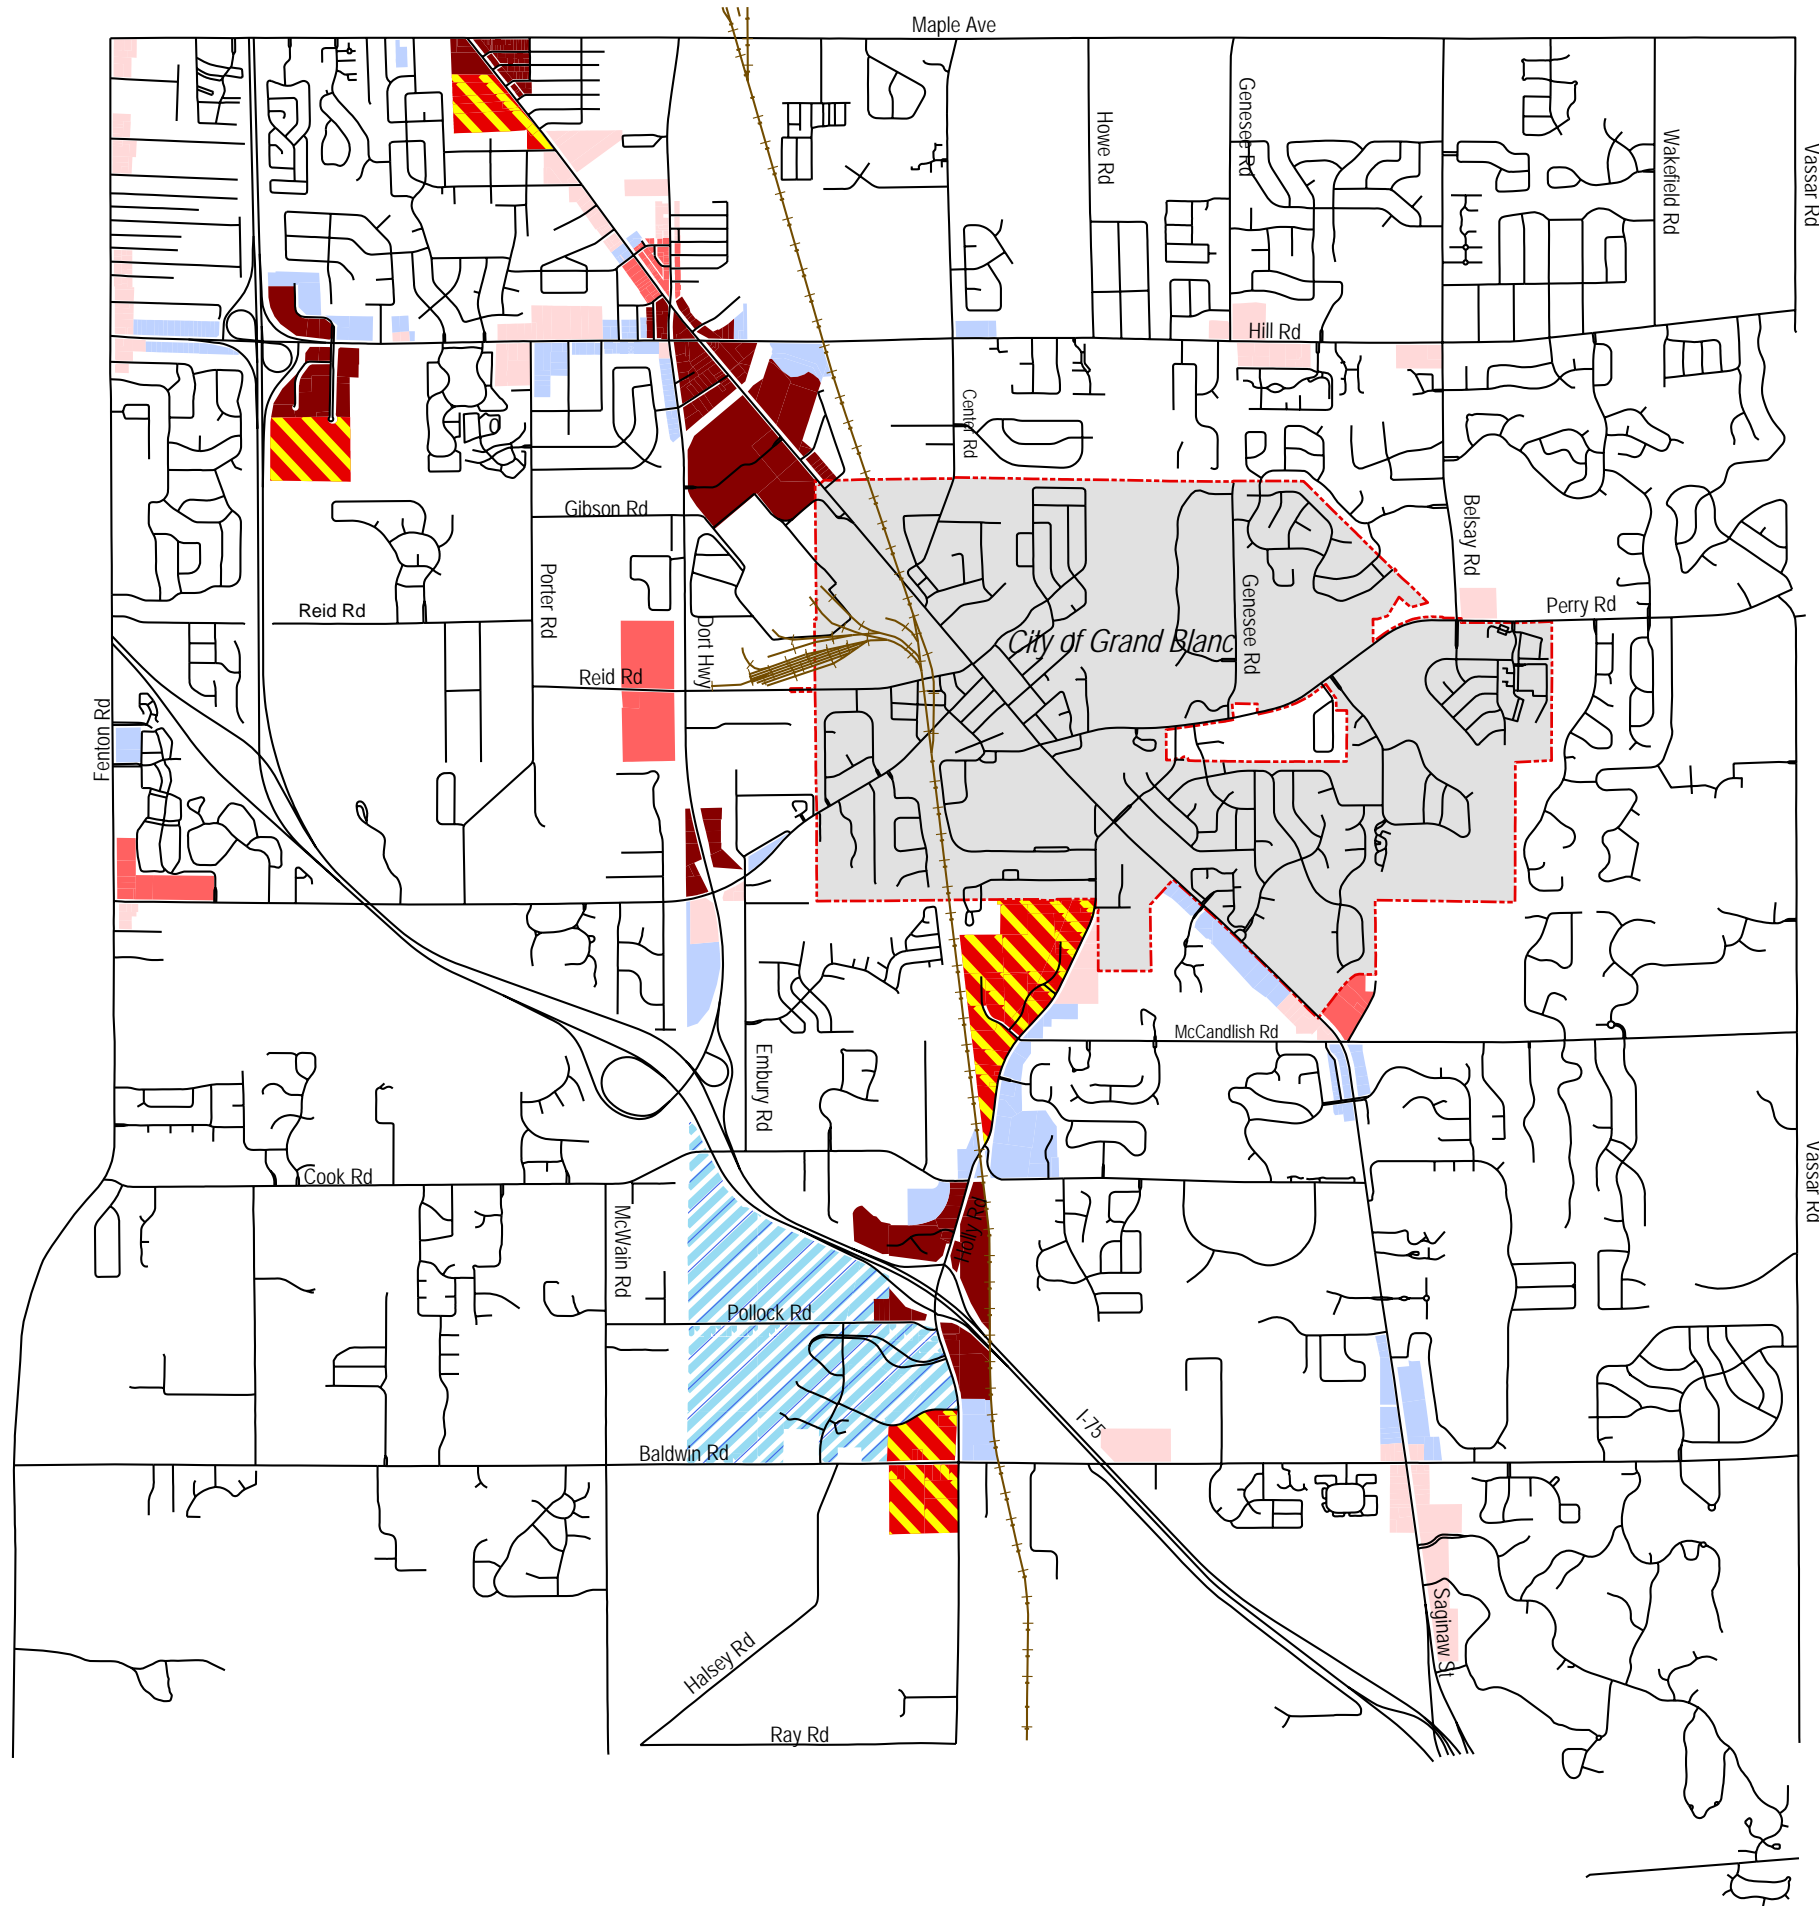 Maple Ave
Genesee Rd
Howe Rd
Wakefield Rd
Vassar Rd
Hill Rd
Center Rd
Gibson Rd
Belsay Rd
Porter Rd
Reid Rd
Genesee Rd
Perry Rd
Dort Hwy
City of Grand Blanc
Reid Rd
Fenton Rd
McCandlish Rd
Embury Rd
Vassar Rd
Cook Rd
McWain Rd
Holly Rd
Pollock Rd
I-75
Baldwin Rd
Saginaw St
Halsey Rd
Ray Rd